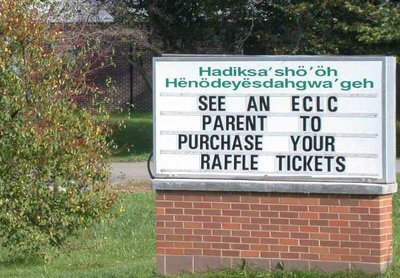 Hadiksa'shö'öh
Hënödeyësdahgwa'geh
SEE AN ECLC
PARENT TO
PURCHASE YOUR
RAFFLE TICKETS